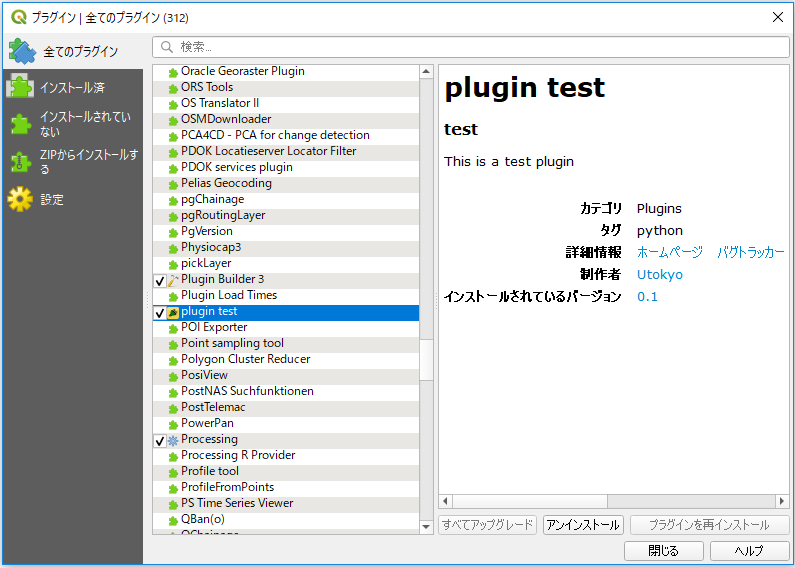 プラグイン | 全てのプラグイン (312)
全てのプラグイン
インストール済
インストールされてい
ない
ZIPからインストールす
る
設定
検索...
Oracle Georaster Plugin
ORS Tools
OS Translator II
OSMDownloader
PCA4CD - PCA for change detection
PDOK Locatieserver Locator Filter
PDOK services plugin
Pelias Geocoding
pgChainage
pgRoutingLayer
PgVersion
Physiocap3
pickLayer
Plugin Builder 3
Plugin Load Times
plugin test
POI Exporter
Point sampling tool
Polygon Cluster Reducer
PosiView
PostNAS Suchfunktionen
PostTelemac
PowerPan
Processing
Processing R Provider
Profile tool
ProfileFromPoints
PS Time Series Viewer
QBan(o)
plugin test
test
This is a test plugin
カテゴリ Plugins
タグ python
詳細情報 ホームページ バグトラッカー
制作者 Utokyo
インストールされているバージョン 0.1
すべてアップグレード アンインストール プラグインを再インストール
閉じる ヘルプ